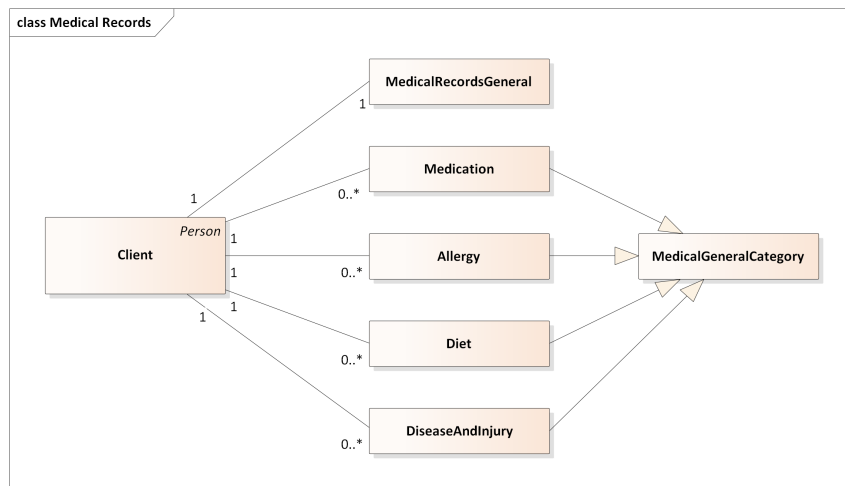 class Medical Records
MedicalRecordsGeneral
1
Medication
1
0..*
Person
Client
1
Allergy
MedicalGeneralCategory
1
0..*
1
Diet
1
0..*
DiseaseAndInjury
0..*